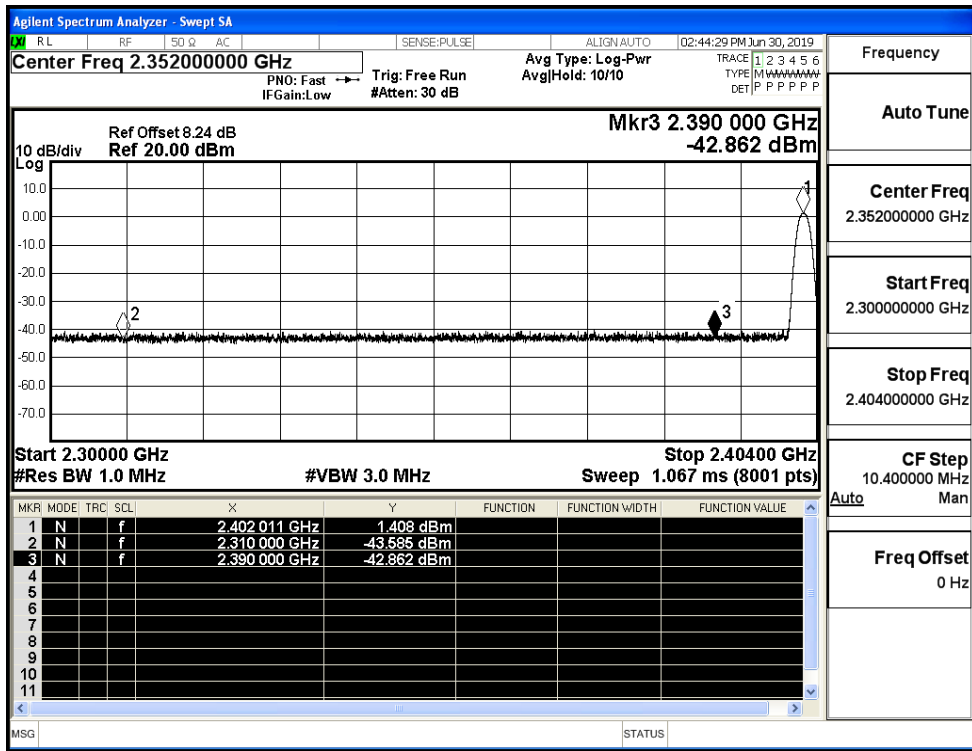 Agilent Spectrum Analyzer - Swept SA
LXI RL RF 50 Ω AC SENSE:PULSE ALIGNAUTO 02:44:29 PM Jun 30, 2019
Center Freq 2.352000000 GHz
PNO: Fast
IFGain:Low
Trig: Free Run
#Atten: 30 dB
Avg Type: Log-Pwr
Avg|Hold: 10/10
TRACE 1 2 3 4 5 6
TYPE M WWWWW
DET P P P P P P
Ref Offset 8.24 dB
10 dB/div Ref 20.00 dBm
Log
Mkr3 2.390 000 GHz
-42.862 dBm
10.0
0.00
-10.0
-20.0
-30.0
-40.0
-50.0
-60.0
-70.0
1
2
3
Start 2.30000 GHz Stop 2.40400 GHz
#Res BW 1.0 MHz #VBW 3.0 MHz Sweep 1.067 ms (8001 pts)
MKR MODE TRC SCL X Y FUNCTION FUNCTION WIDTH FUNCTION VALUE
1 N f 2.402 011 GHz 1.408 dBm
2 N f 2.310 000 GHz -43.585 dBm
3 N f 2.390 000 GHz -42.862 dBm
4
5
6
7
8
9
10
11
MSG STATUS
Frequency
Auto Tune
Center Freq
2.352000000 GHz
Start Freq
2.300000000 GHz
Stop Freq
2.404000000 GHz
CF Step
10.400000 MHz
Auto Man
Freq Offset
0 Hz